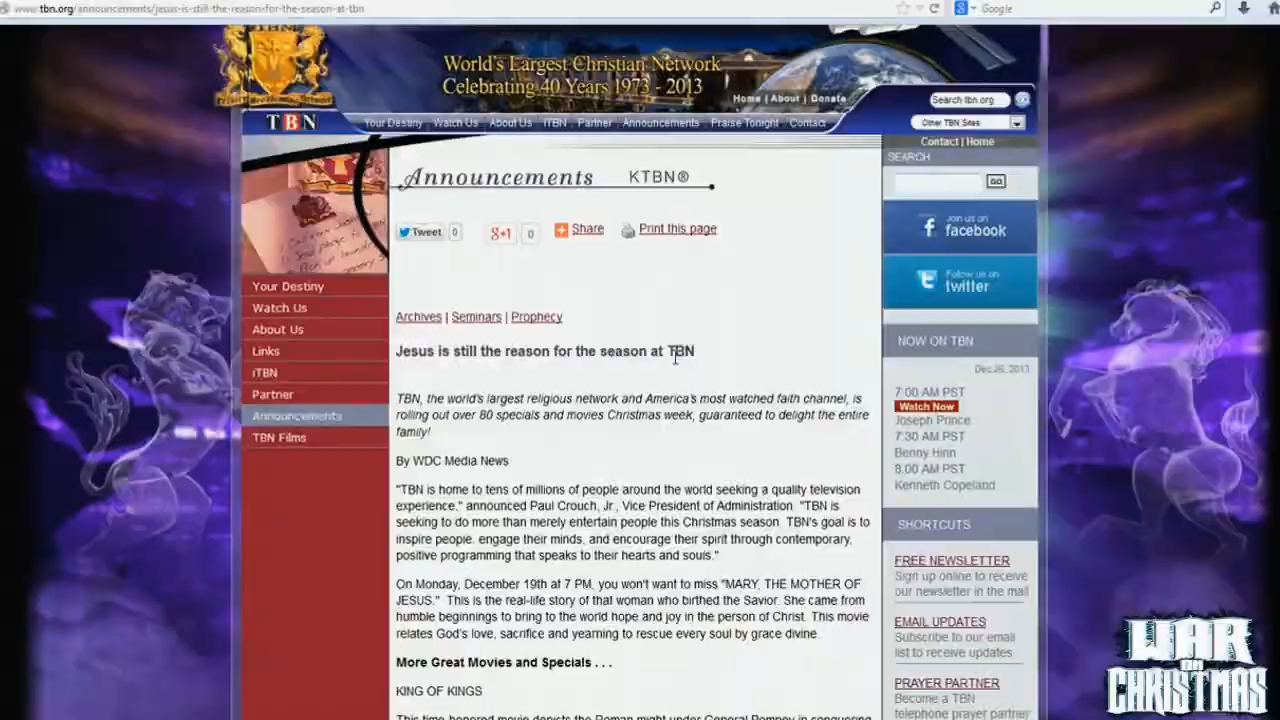 www.tbn.org/announcements/jesus-is-still-the-reason-for-the-season-at-tbn
Google
World's Largest Christian Network
Celebrating 40 Years 1973 - 2013
Home | About | Donate
Search tbn.org
TBN
Your Destiny Watch Us About Us iTBN Partner Announcements Praise Tonight Contact
Other TBN Sites
Contact | Home
SEARCH
GO
Announcements KTBN®
Tweet 0
g+1 0
Share
Print this page
Join us on
facebook
Follow us on
twitter
Your Destiny
Watch Us
About Us
Links
iTBN
Partner
Announcements
TBN Films
Archives | Seminars | Prophecy
Jesus is still the reason for the season at TBN
TBN, the world's largest religious network and America's most watched faith channel, is
rolling out over 80 specials and movies Christmas week, guaranteed to delight the entire
family!
By WDC Media News
"TBN is home to tens of millions of people around the world seeking a quality television
experience," announced Paul Crouch, Jr., Vice President of Administration "TBN is
seeking to do more than merely entertain people this Christmas season TBN's goal is to
inspire people, engage their minds, and encourage their spirit through contemporary,
positive programming that speaks to their hearts and souls."
On Monday, December 19th at 7 PM, you won't want to miss "MARY, THE MOTHER OF
JESUS." This is the real-life story of that woman who birthed the Savior. She came from
humble beginnings to bring to the world hope and joy in the person of Christ. This movie
relates God's love, sacrifice and yearning to rescue every soul by grace divine.
More Great Movies and Specials . . .
KING OF KINGS
This time-honored movie depicts the Roman might under General Pompey in conquering
NOW ON TBN
Dec 26, 2013
7:00 AM PST
Watch Now
Joseph Prince
7:30 AM PST
Benny Hinn
8:00 AM PST
Kenneth Copeland
SHORTCUTS
FREE NEWSLETTER
Sign up online to receive
our newsletter in the mail
EMAIL UPDATES
Subscribe to our email
list to receive updates
PRAYER PARTNER
Become a TBN
telephone prayer partner
WAR
ON
CHRISTMAS